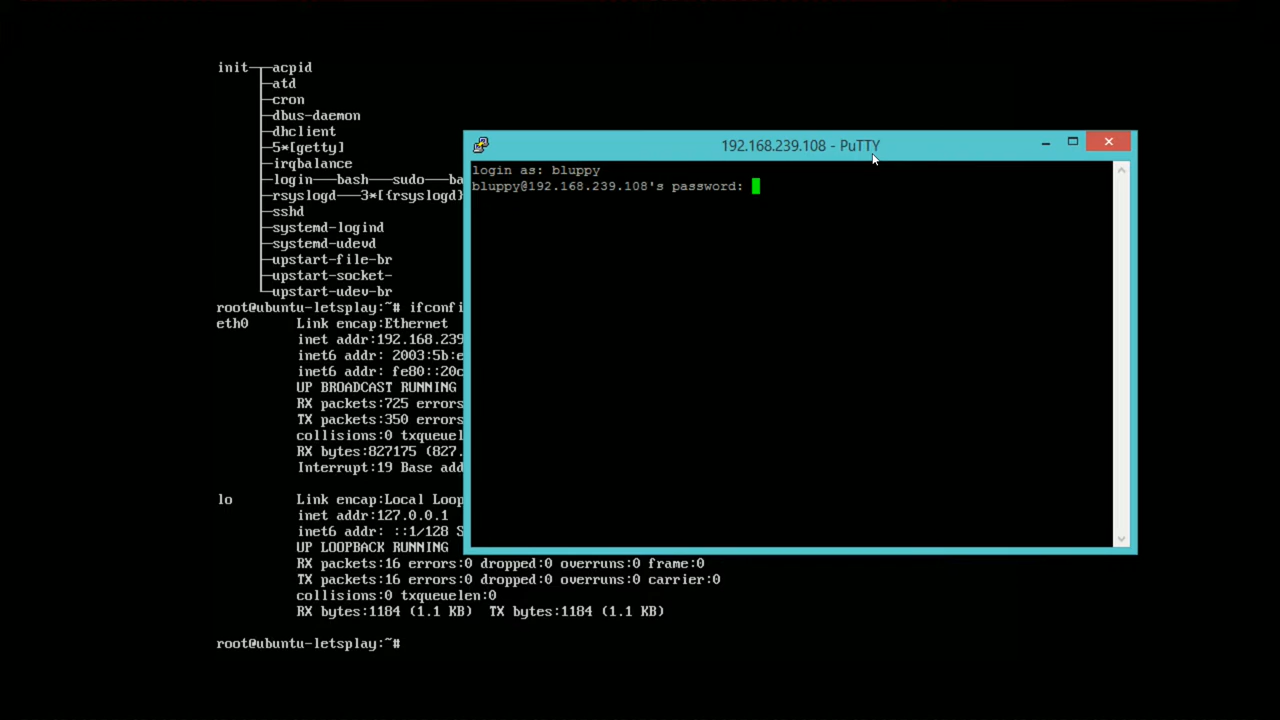 init─┬─acpid
├─atd
├─cron
├─dbus-daemon
├─dhclient
├─5*[getty]
├─irqbalance
├─login───bash───sudo───ba
├─rsyslogd───3*[{rsyslogd}
├─sshd
├─systemd-logind
├─systemd-udevd
├─upstart-file-br
├─upstart-socket-
└─upstart-udev-br
root@ubuntu-letsplay:~# ifconfi
eth0 Link encap:Ethernet
inet addr:192.168.239
inet6 addr: 2003:5b:e
inet6 addr: fe80::20c
UP BROADCAST RUNNING
RX packets:725 errors
TX packets:350 errors
collisions:0 txqueuel
RX bytes:827175 (827.
Interrupt:19 Base add
lo Link encap:Local Loop
inet addr:127.0.0.1
inet6 addr: ::1/128 S
UP LOOPBACK RUNNING
RX packets:16 errors:0 dropped:0 overruns:0 frame:0
TX packets:16 errors:0 dropped:0 overruns:0 carrier:0
collisions:0 txqueuelen:0
RX bytes:1184 (1.1 KB) TX bytes:1184 (1.1 KB)
root@ubuntu-letsplay:~#
192.168.239.108 - PuTTY
login as: bluppy
bluppy@192.168.239.108's password: